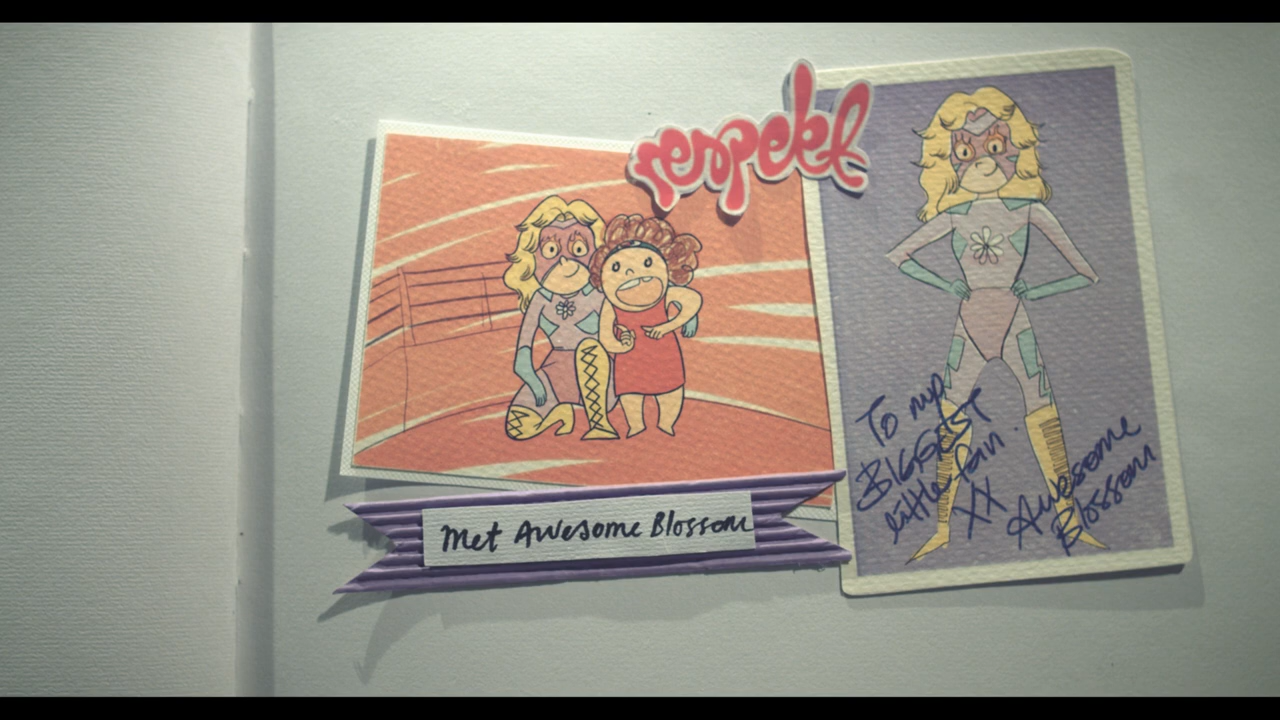 respekt
Met Awesome Blossom
To my
BIGGEST
little fan.
XX
Awesome
Blossom